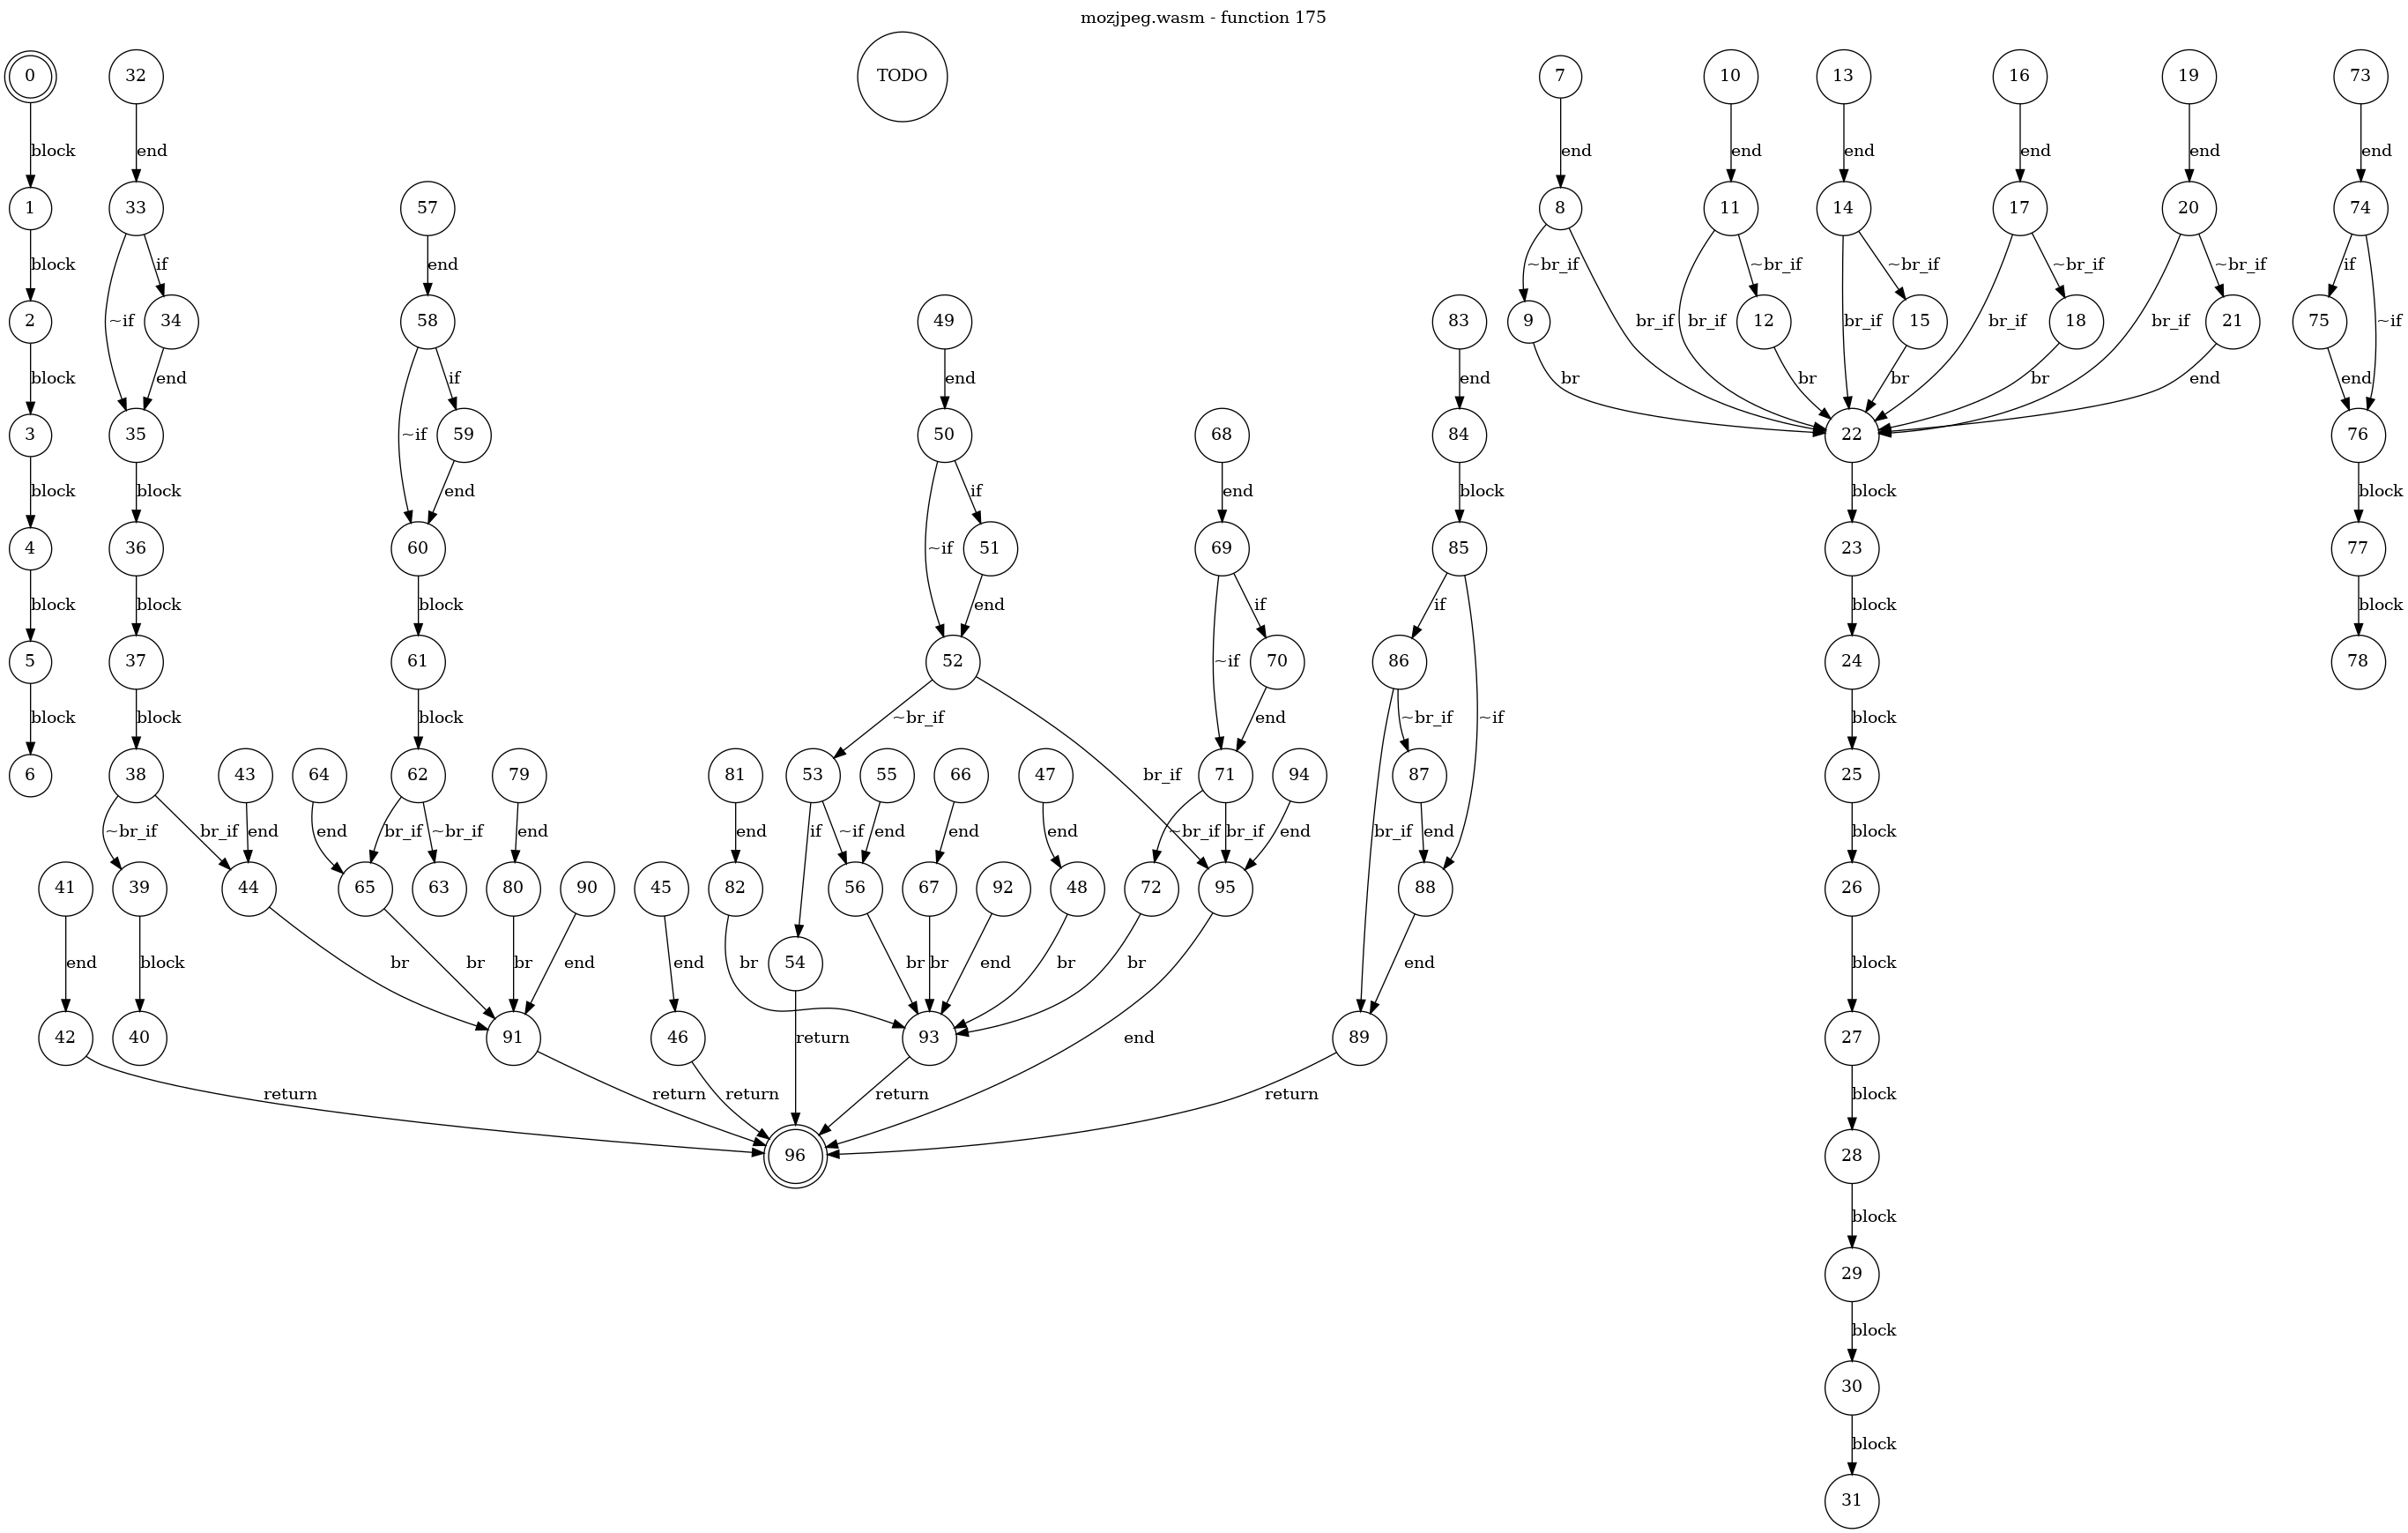 mozjpeg.wasm - function 175
0 32 TODO 7 10 13 16 19 73
block end end end end end end end
1 33 57 8 11 14 17 20 74
block ~if if end ~br_if br_if br_if ~br_if br_if ~br_if br_if ~br_if br_if ~br_if if ~if
2 34 58 49 83 9 12 15 18 21 75
block end ~if if end end br br br br end end
3 35 59 50 68 84 22 76
block block end ~if if end block block block
4 36 60 51 69 85 23 77
block block block end ~if if if ~if block block
5 37 61 52 70 86 24 78
block block block ~br_if br_if end ~br_if block
6 38 43 64 62 79 81 53 55 66 47 71 94 87 25
~br_if br_if end end br_if ~br_if end end if ~if end end end ~br_if br_if end br_if end block
41 39 44 65 63 80 90 45 82 56 67 92 48 72 95 88 26
end block br br br end end br 54 br br end br br end block
42 40 91 46 93 89 27
return return return return return end return block
96 28
block
29
block
30
block
31